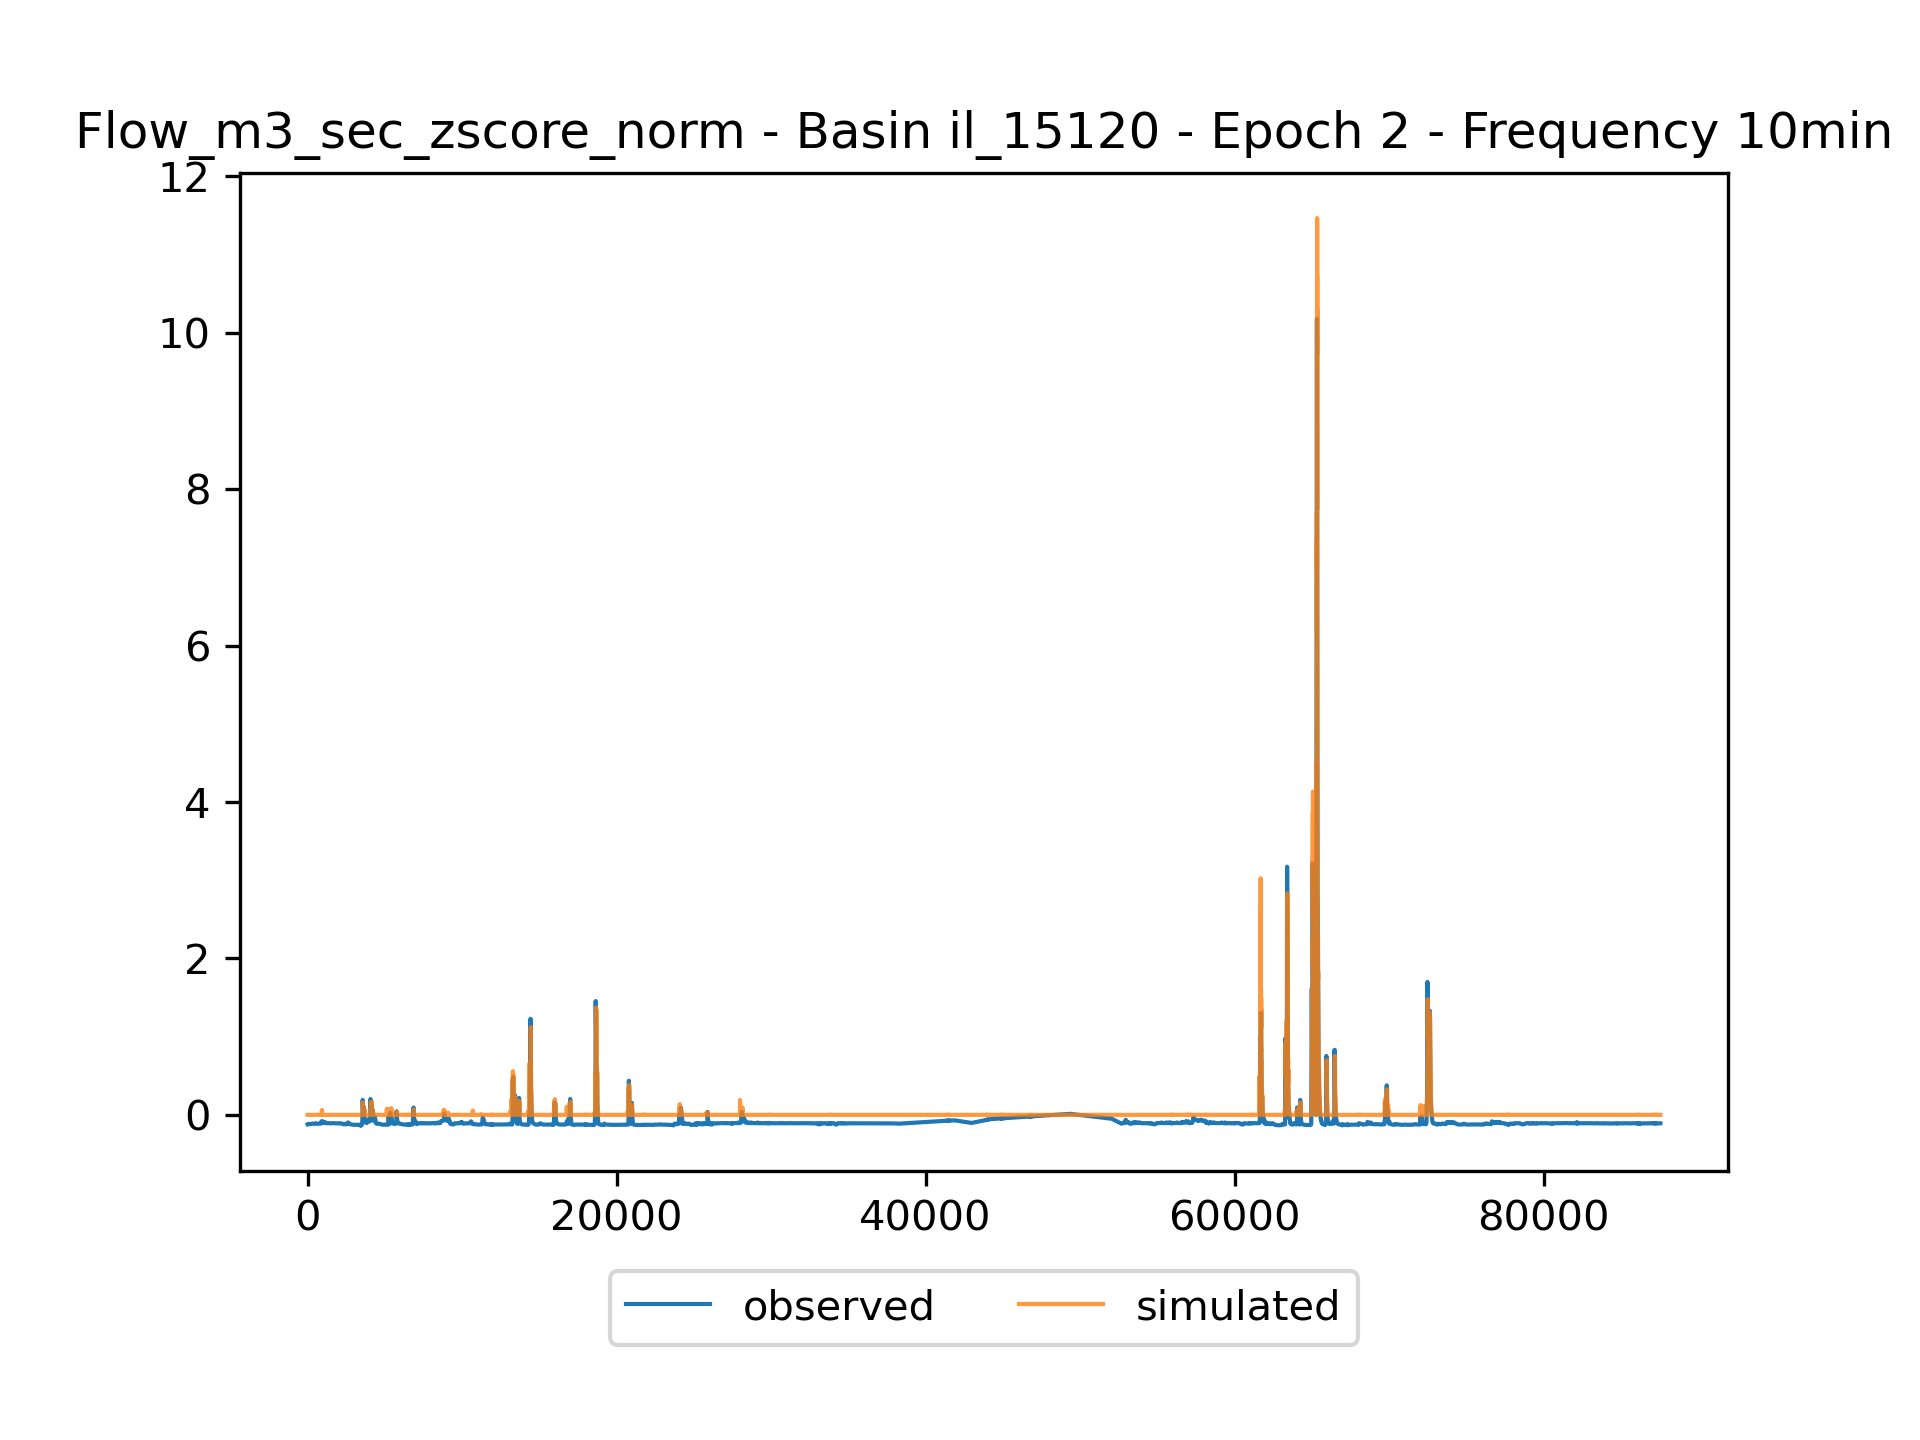 Flow_m3_sec_zscore_norm - Basin il_15120 - Epoch 2 - Frequency 10min
12
10
8
6
4
2
0
0 20000 40000 60000 80000
observed simulated